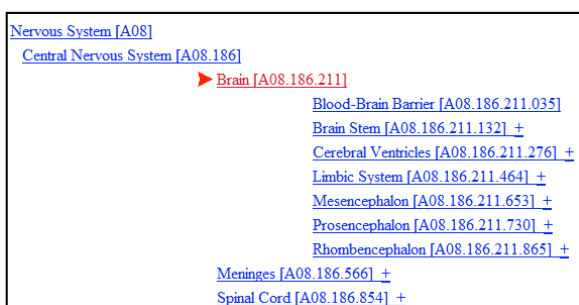 Nervous System [A08]
Central Nervous System [A08.186]
Brain [A08.186.211]
Blood-Brain Barrier [A08.186.211.035]
Brain Stem [A08.186.211.132] +
Cerebral Ventricles [A08.186.211.276] +
Limbic System [A08.186.211.464] +
Mesencephalon [A08.186.211.653] +
Prosencephalon [A08.186.211.730] +
Rhombencephalon [A08.186.211.865] +
Meninges [A08.186.566] +
Spinal Cord [A08.186.854] +